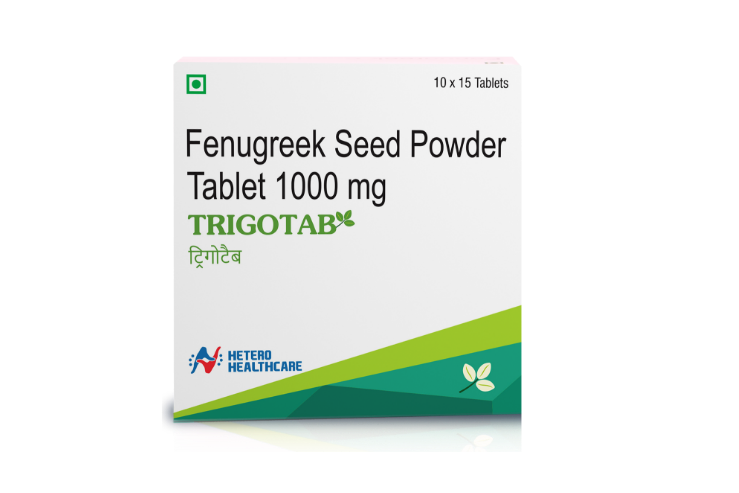 10 x 15 Tablets
Fenugreek Seed Powder
Tablet 1000 mg
TRIGOTAB
ट्रिगोटैब
HETERO
HEALTHCARE